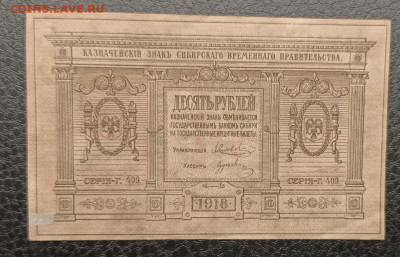 COINS.LAVE.RU
КАЗНАЧЕЙСКІЙ ЗНАКЪ СИБИРСКАГО ВРЕМЕННАГО ПРАВИТЕЛЬСТВА.
ДЕСЯТЬ РУБЛЕЙ
КАЗНАЧЕЙСКІЙ ЗНАКЪ ОБМѢНИВАЕТСЯ
ГОСУДАРСТВЕННЫМЪ БАНКОМЪ СИБИРИ
НА ГОСУДАРСТВЕННЫЕ КРЕДИТНЫЕ БИЛЕТЫ.
УПРАВЛЯЮЩІЙ
КАССИРЪ
СЕРІЯ-Г. 409
СЕРІЯ-Г. 409
1918